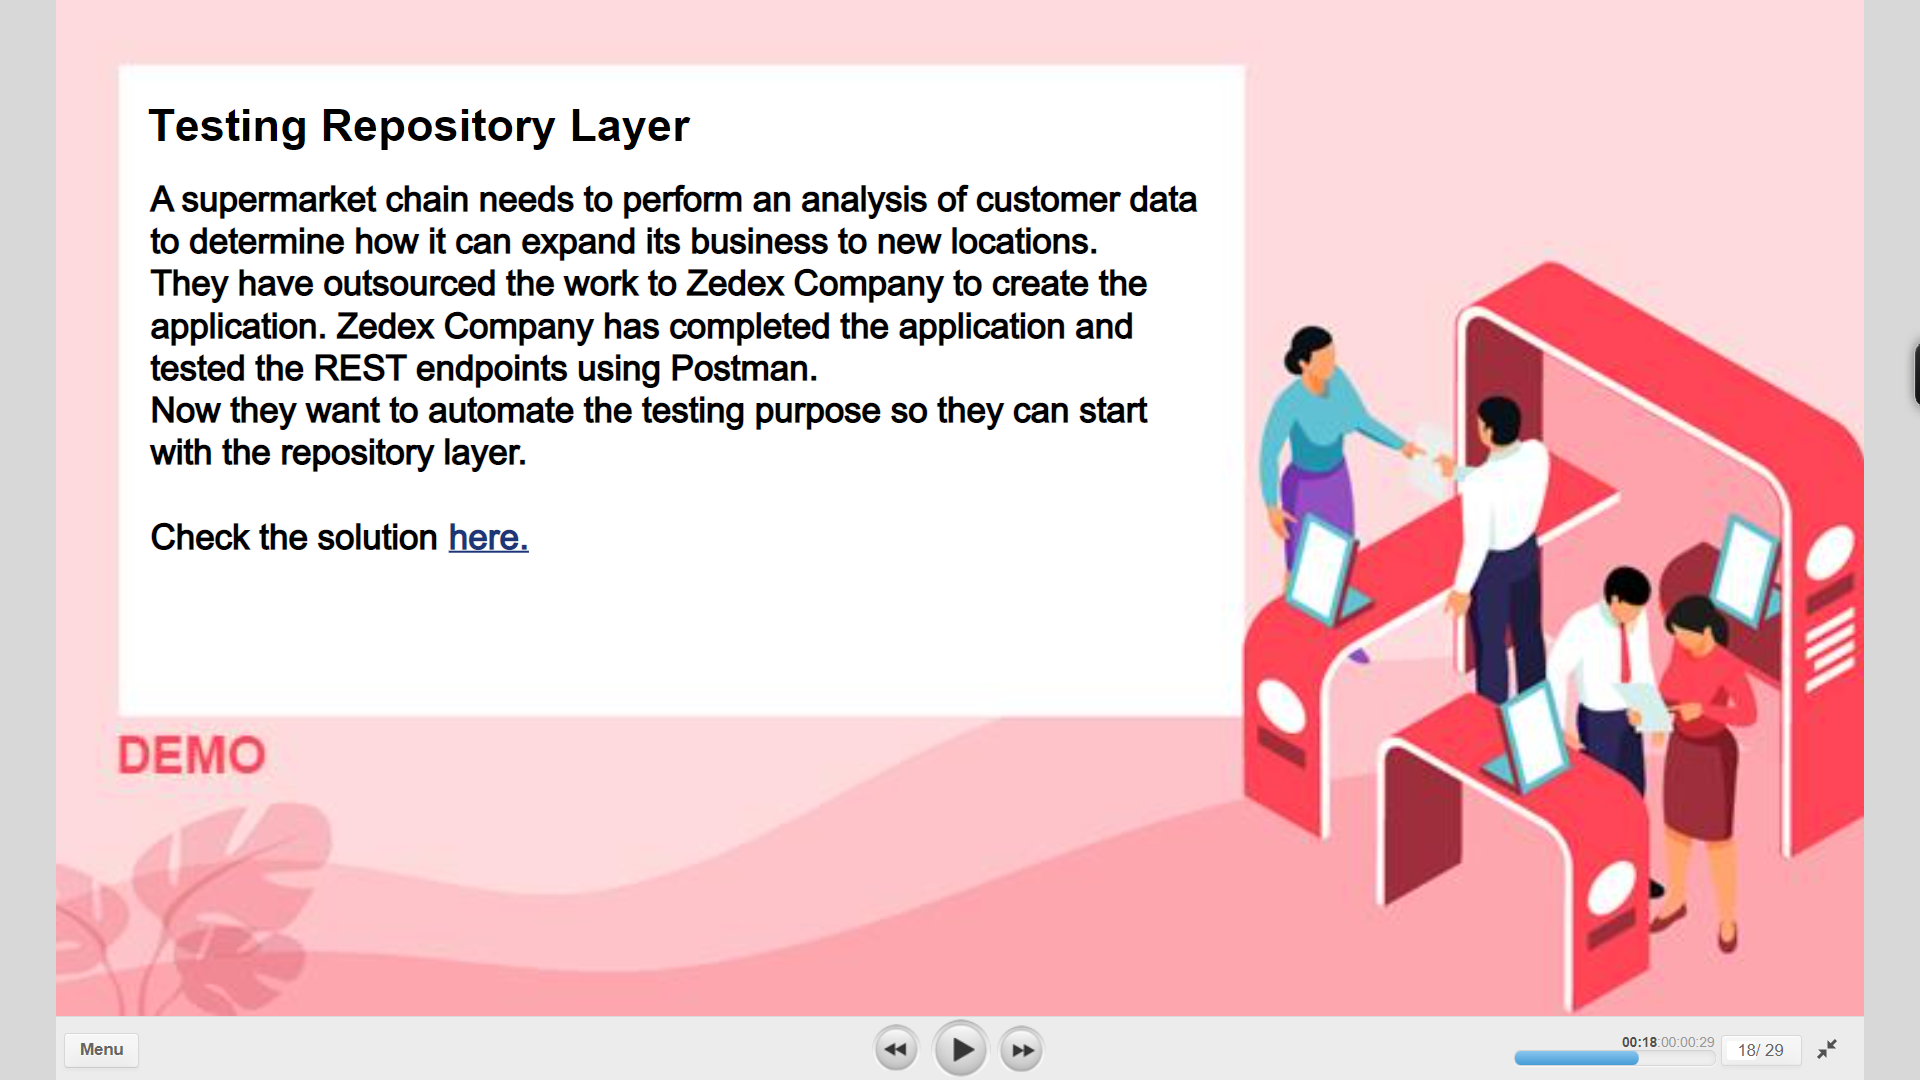 Testing Repository Layer
A supermarket chain needs to perform an analysis of customer data
to determine how it can expand its business to new locations.
They have outsourced the work to Zedex Company to create the
application. Zedex Company has completed the application and
tested the REST endpoints using Postman.
Now they want to automate the testing purpose so they can start
with the repository layer.
Check the solution here.
DEMO
Menu
00:18:00:00:29
18/ 29